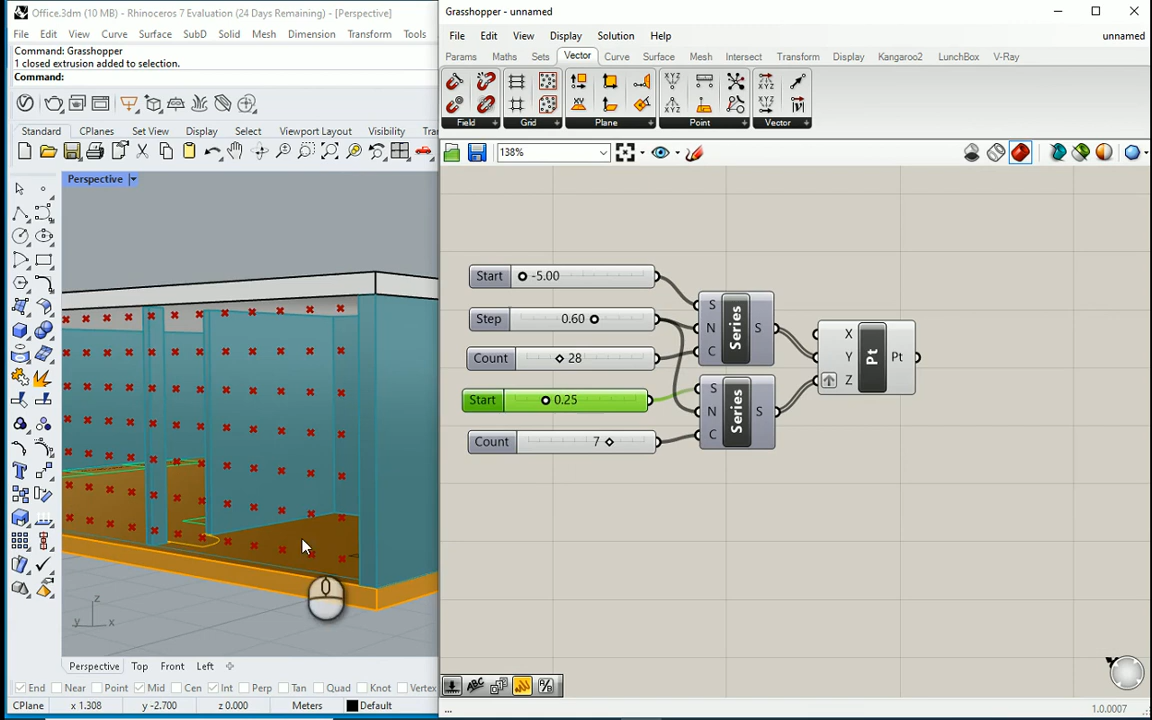 Office.3dm (10 MB) - Rhinoceros 7 Evaluation (24 Days Remaining) - [Perspective]
File Edit View Curve Surface SubD Solid Mesh Dimension Transform Tools
Command: Grasshopper
1 closed extrusion added to selection.
Command:
Standard CPlanes Set View Display Select Viewport Layout Visibility Tra
Perspective
z
y x
Perspective Top Front Left
End Near Point Mid Cen Int Perp Tan Quad Knot Vertex
CPlane x 1.308 y -2.700 z 0.000 Meters Default
Grasshopper - unnamed
File Edit View Display Solution Help unnamed
Params Maths Sets Vector Curve Surface Mesh Intersect Transform Display Kangaroo2 LunchBox V-Ray
Field Grid Plane Point Vector
138%
Start -5.00
Step 0.60
Count 28
Start 0.25
Count 7
S N C Series S
S N C Series S
X Y Z Pt Pt
...
1.0.0007